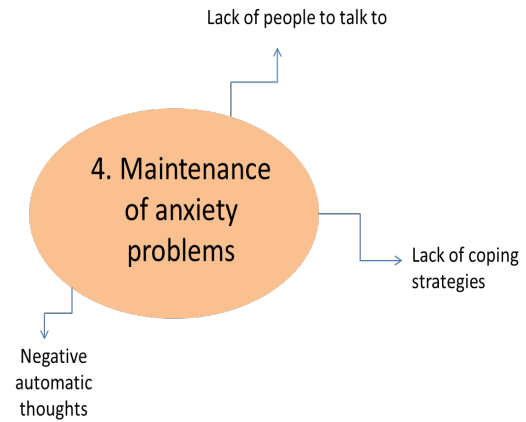 Lack of people to talk to
4. Maintenance
of anxiety
problems
Lack of coping
strategies
Negative
automatic
thoughts